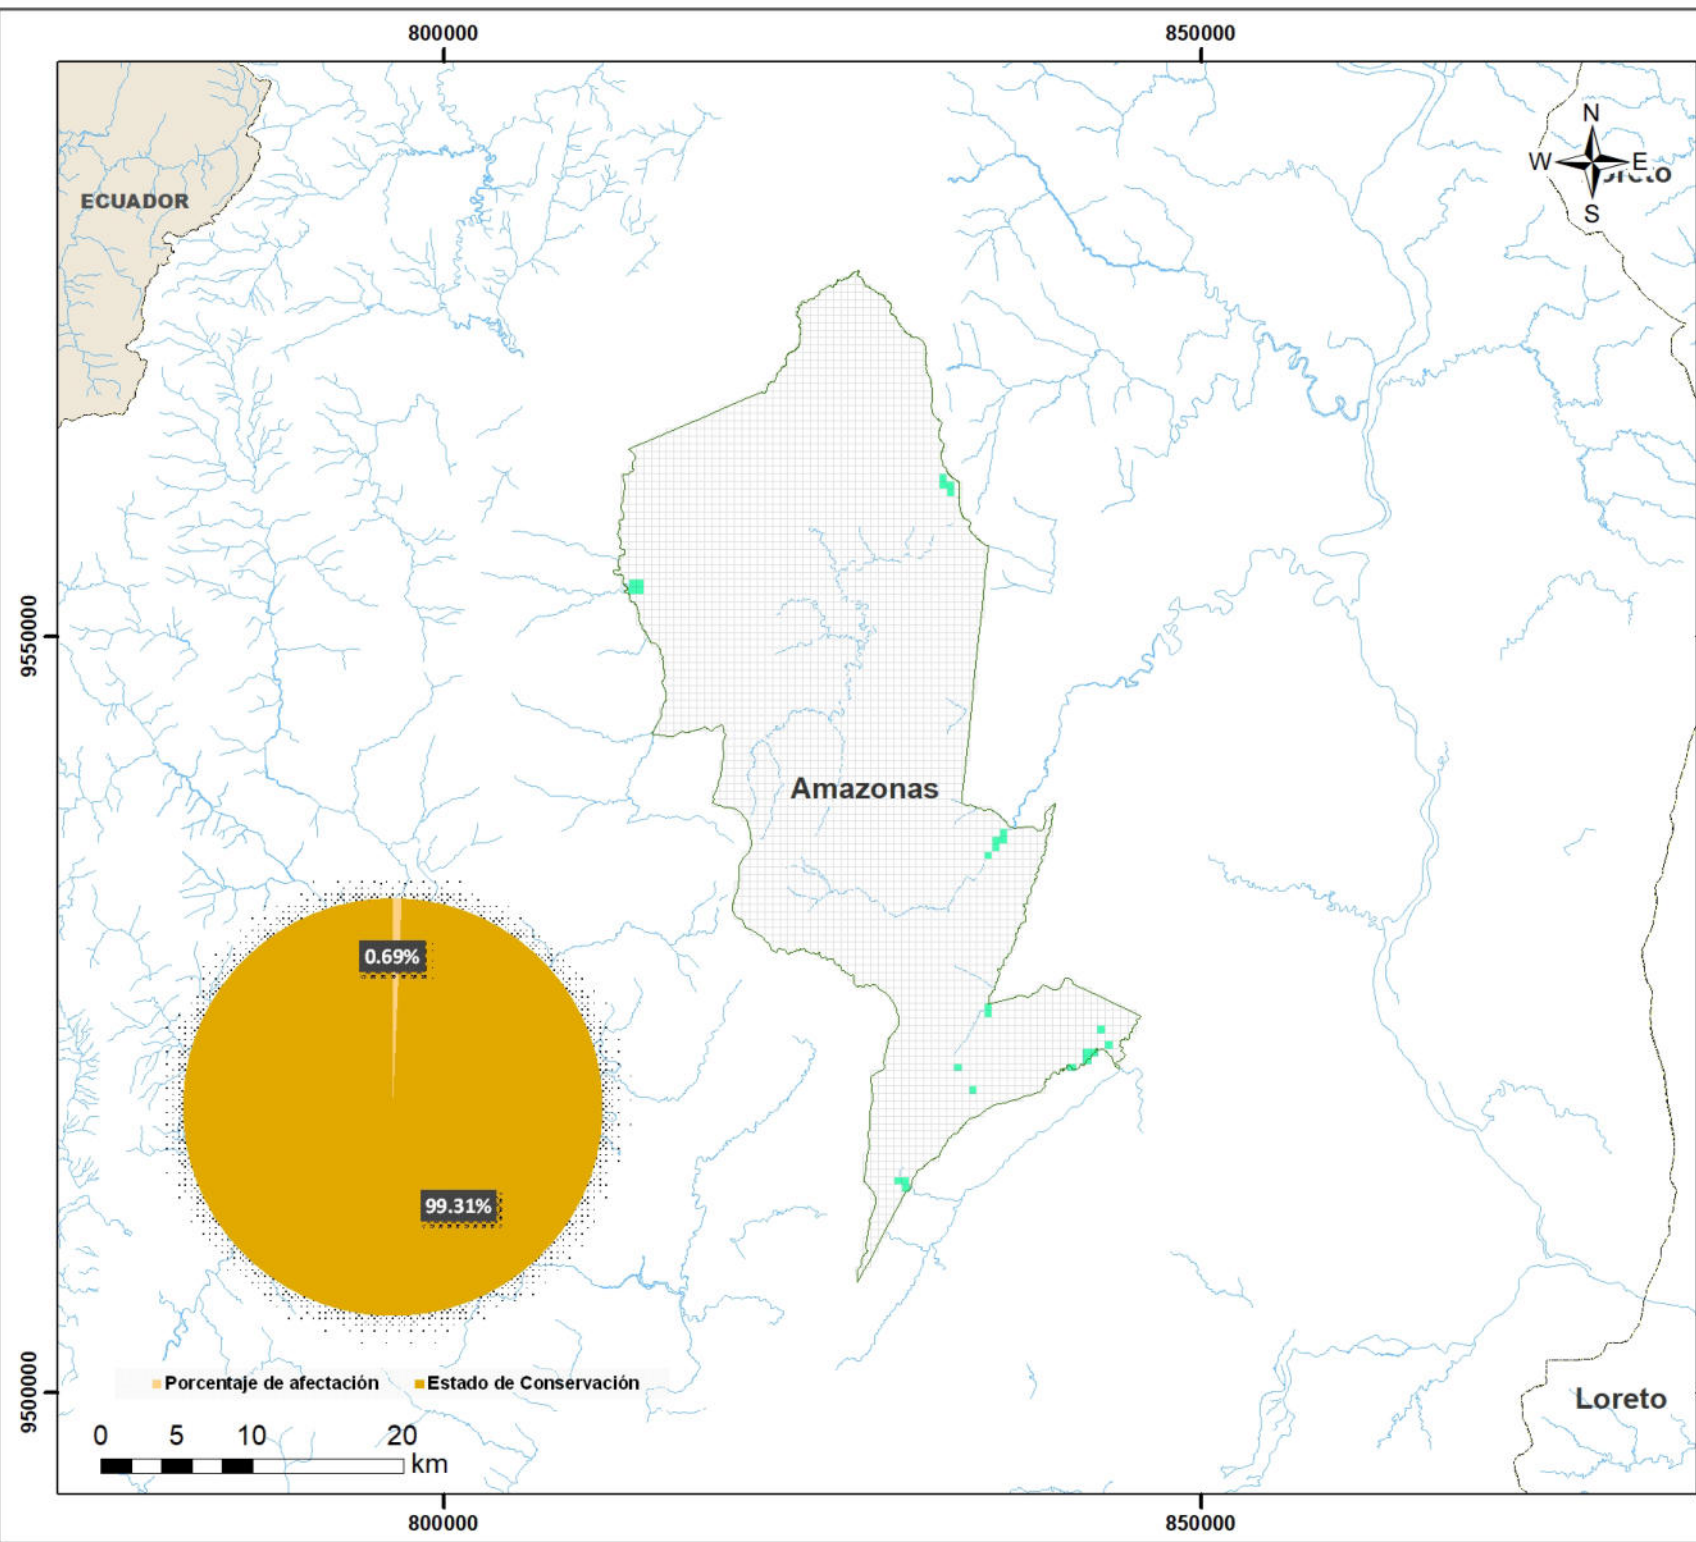 800000 850000
N
W E
S
ECUADOR
9550000
Amazonas
0.69%
99.31%
Porcentaje de afectación Estado de Conservación
9500000
Loreto
0 5 10 20
km
800000 850000